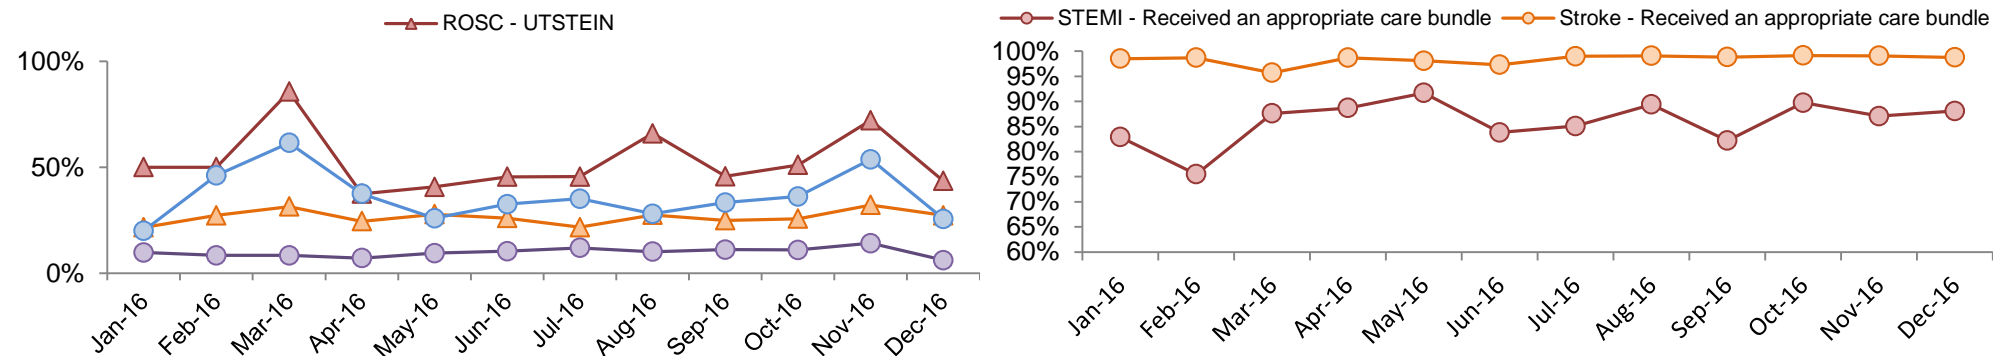 ROSC - UTSTEIN
100%
50%
0%
Jan-16
Feb-16
Mar-16
Apr-16
May-16
Jun-16
Jul-16
Aug-16
Sep-16
Oct-16
Nov-16
Dec-16
STEMI - Received an appropriate care bundle
Stroke - Received an appropriate care bundle
100%
95%
90%
85%
80%
75%
70%
65%
60%
Jan-16
Feb-16
Mar-16
Apr-16
May-16
Jun-16
Jul-16
Aug-16
Sep-16
Oct-16
Nov-16
Dec-16